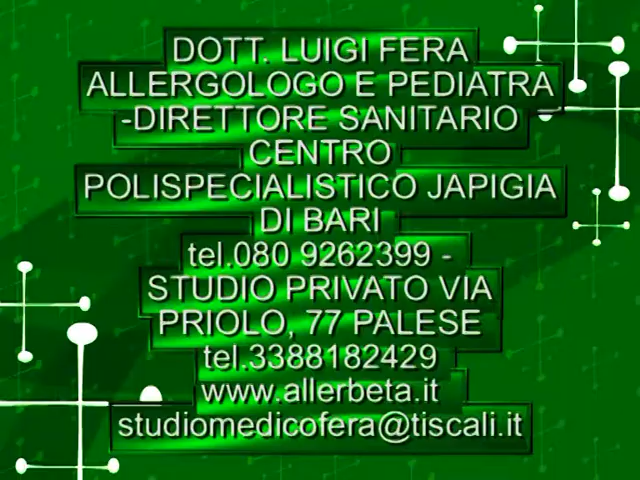 DOTT. LUIGI FERA
ALLERGOLOGO E PEDIATRA
-DIRETTORE SANITARIO
CENTRO
POLISPECIALISTICO JAPIGIA
DI BARI
tel.080 9262399 -
STUDIO PRIVATO VIA
PRIOLO, 77 PALESE
tel.3388182429
www.allerbeta.it
studiomedicofera@tiscali.it